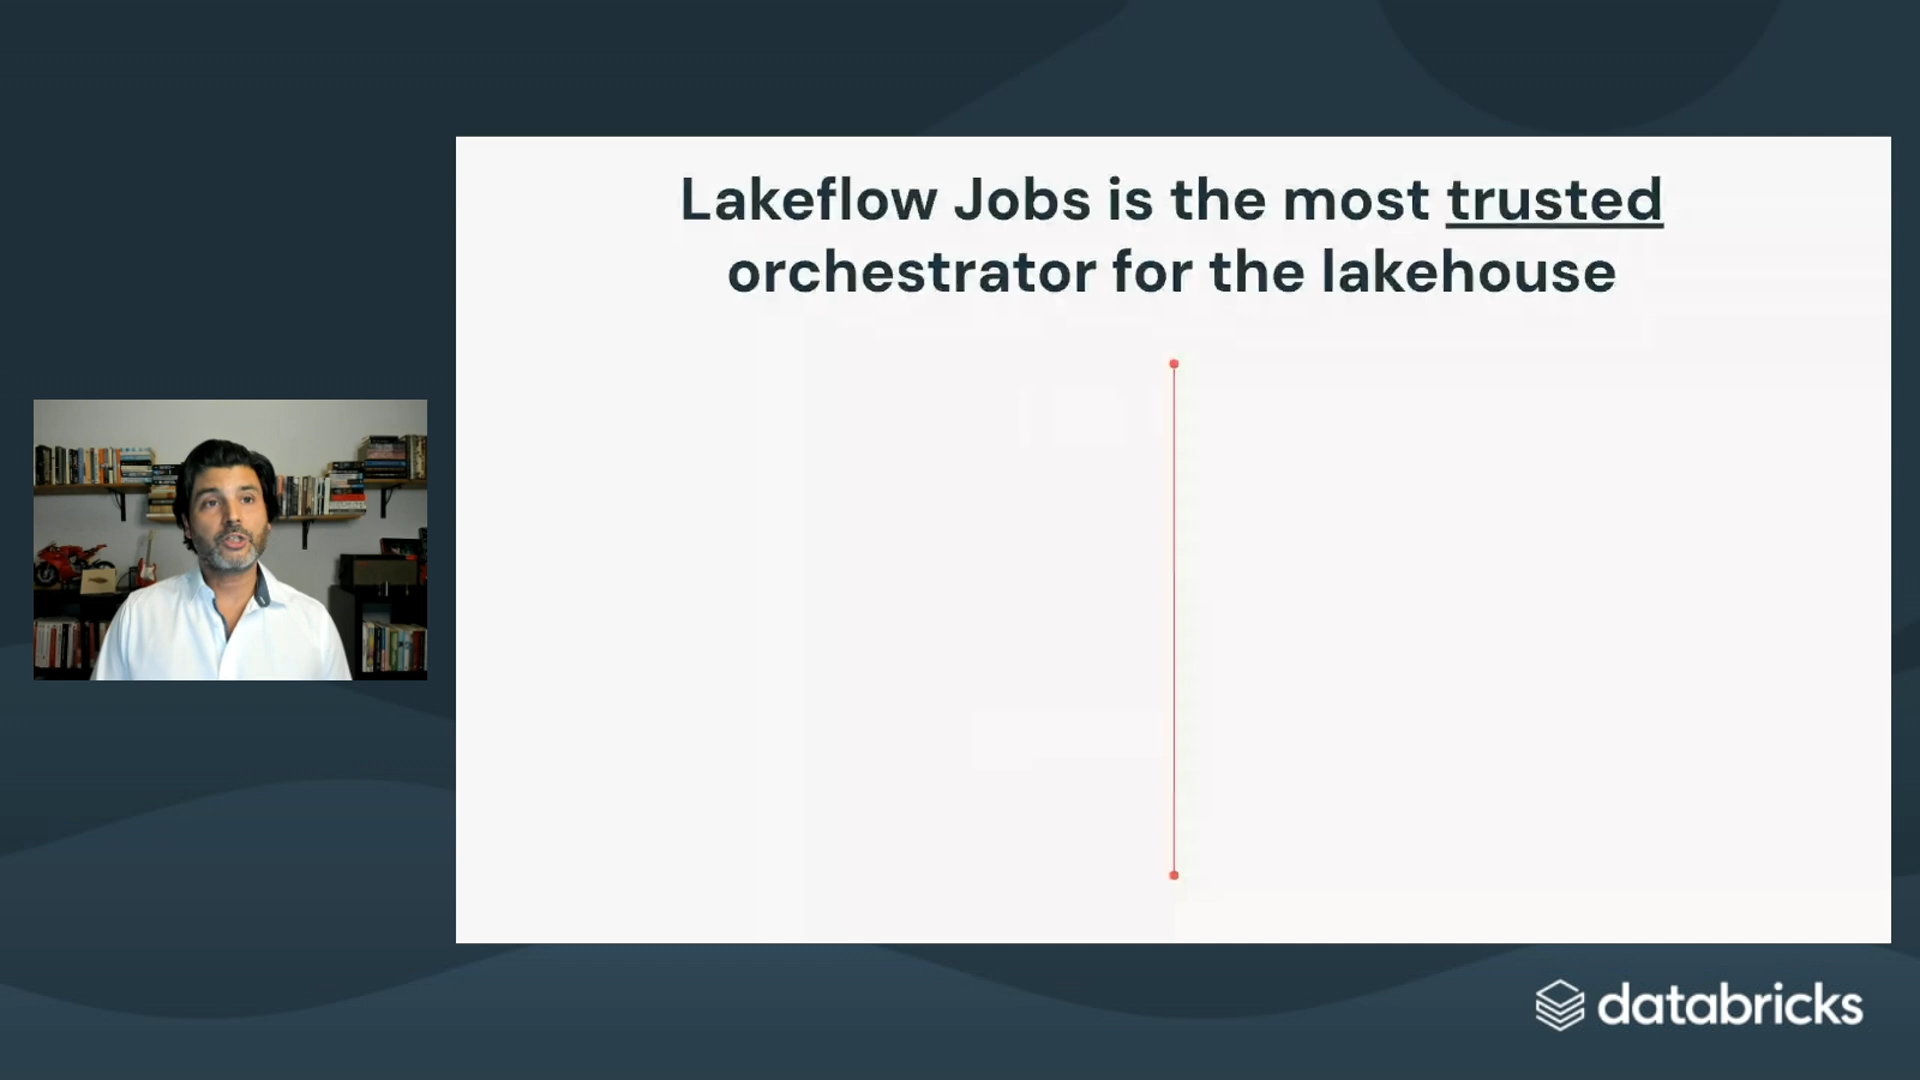 Lakeflow Jobs is the most trusted
orchestrator for the lakehouse
databricks